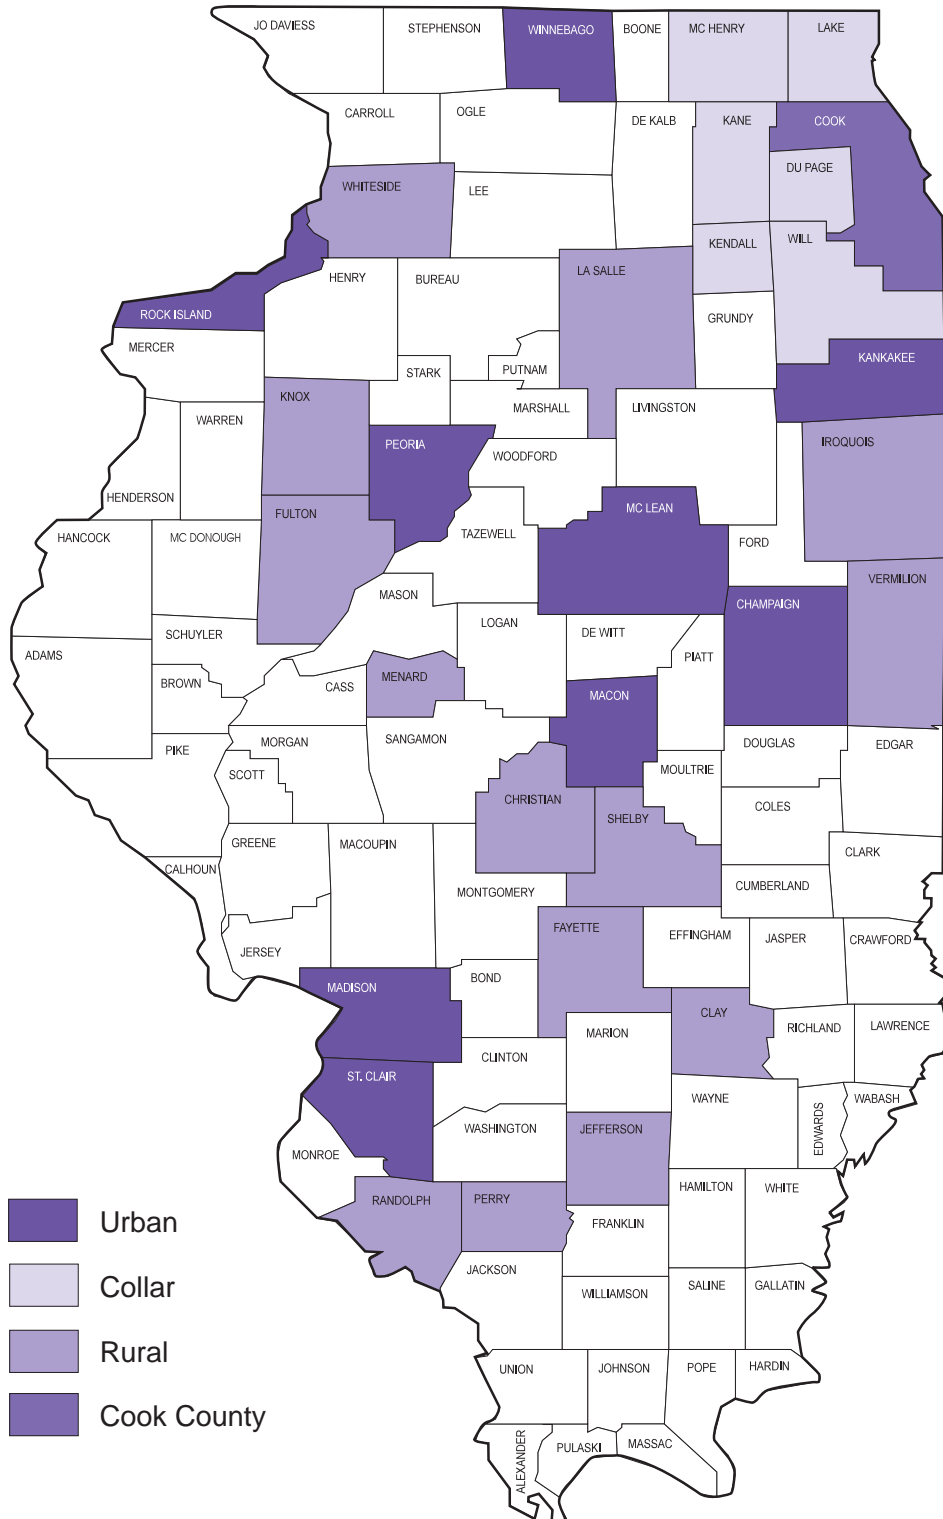 JO DAVIESS
STEPHENSON
WINNEBAGO
BOONE
MC HENRY
LAKE
CARROLL
OGLE
DE KALB
KANE
COOK
DU PAGE
WHITESIDE
LEE
KENDALL
WILL
HENRY
BUREAU
LA SALLE
ROCK ISLAND
GRUNDY
MERCER
KANKAKEE
STARK
PUTNAM
KNOX
MARSHALL
LIVINGSTON
WARREN
PEORIA
IROQUOIS
WOODFORD
HENDERSON
FULTON
MC LEAN
HANCOCK
MC DONOUGH
TAZEWELL
FORD
VERMILION
MASON
CHAMPAIGN
LOGAN
DE WITT
SCHUYLER
ADAMS
PIATT
BROWN
CASS
MENARD
MACON
PIKE
MORGAN
SANGAMON
DOUGLAS
EDGAR
SCOTT
MOULTRIE
CHRISTIAN
COLES
SHELBY
GREENE
MACOUPIN
CLARK
CALHOUN
MONTGOMERY
CUMBERLAND
FAYETTE
EFFINGHAM
JASPER
CRAWFORD
JERSEY
BOND
MADISON
CLAY
MARION
RICHLAND
LAWRENCE
CLINTON
ST. CLAIR
WAYNE
WABASH
EDWARDS
WASHINGTON
JEFFERSON
MONROE
HAMILTON
WHITE
RANDOLPH
PERRY
FRANKLIN
Urban
JACKSON
WILLIAMSON
SALINE
GALLATIN
Collar
Rural
UNION
JOHNSON
POPE
HARDIN
Cook County
ALEXANDER
PULASKI
MASSAC